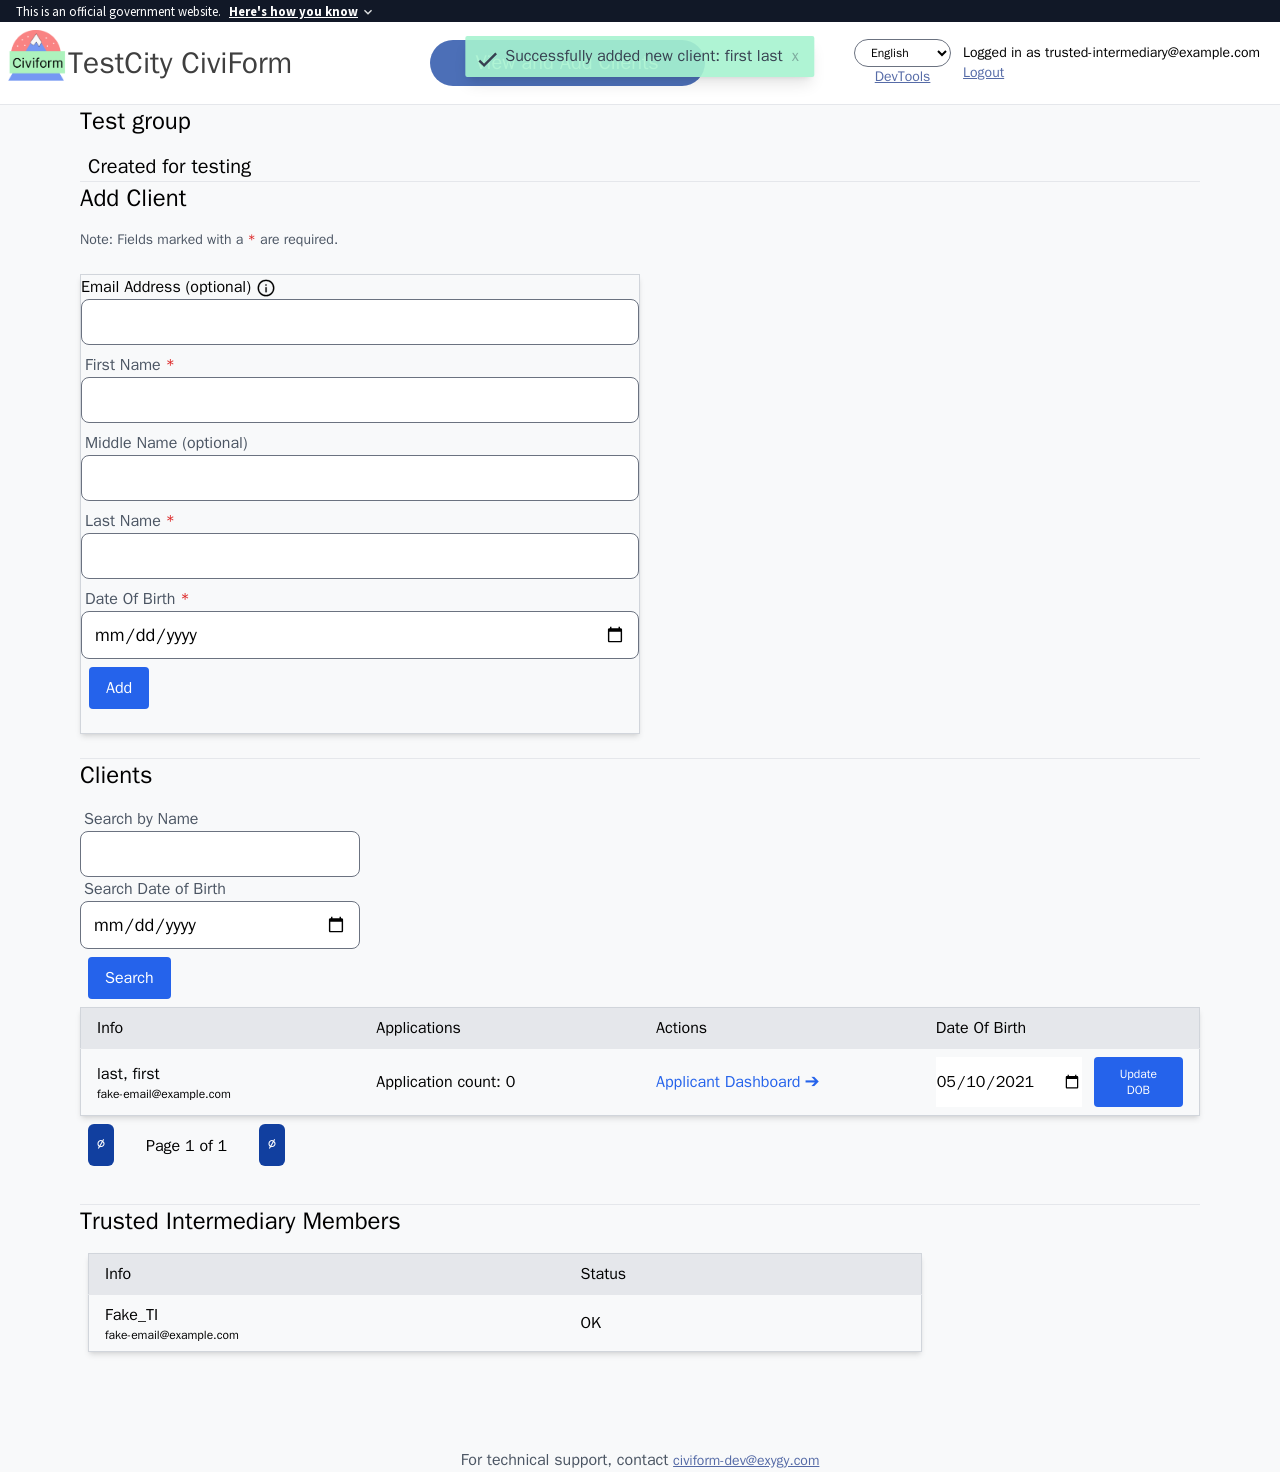 This is an official government website. Here's how you know
Civiform
TestCity CiviForm
Successfully added new client: first last x
English
DevTools
Logged in as trusted-intermediary@example.com
Logout
Test group
Created for testing
Add Client
Note: Fields marked with a * are required.
Email Address (optional)
First Name *
Middle Name (optional)
Last Name *
Date Of Birth *
mm/dd/yyyy
Add
Clients
Search by Name
Search Date of Birth
mm/dd/yyyy
Search
Info Applications Actions Date Of Birth
last, first
fake-email@example.com
Application count: 0
Applicant Dashboard ➔
05/10/2021
Update
DOB
∅ Page 1 of 1 ∅
Trusted Intermediary Members
Info Status
Fake_TI
fake-email@example.com
OK
For technical support, contact civiform-dev@exygy.com